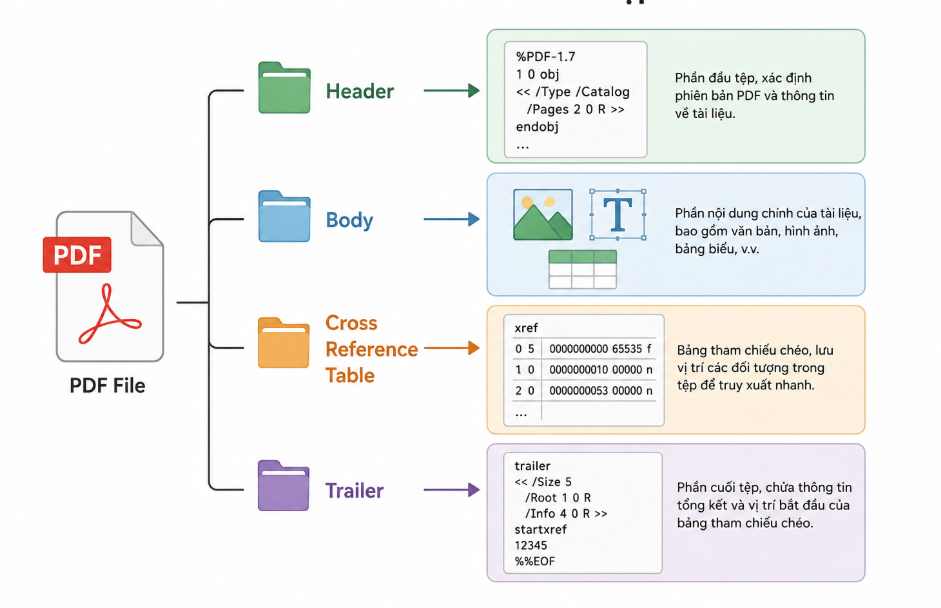 PDF
PDF File
Header
%PDF-1.7
1 0 obj
<< /Type /Catalog
/Pages 2 0 R >>
endobj
...
Phần đầu tệp, xác định
phiên bản PDF và thông tin
về tài liệu.
Body
T
Phần nội dung chính của tài liệu,
bao gồm văn bản, hình ảnh,
bảng biếu, v.v.
Cross
Reference
Table
xref
0 5 0000000000 65535 f
1 0 0000000010 00000 n
2 0 0000000053 00000 n
...
Bảng tham chiếu chéo, lưu
vị trí các đối tượng trong
tệp để truy xuất nhanh.
Trailer
trailer
<< /Size 5
/Root 1 0 R
/Info 4 0 R >>
startxref
12345
%%EOF
Phần cuối tệp, chứa thông tin
tổng kết và vị trí bắt đầu của
bảng tham chiếu chéo.